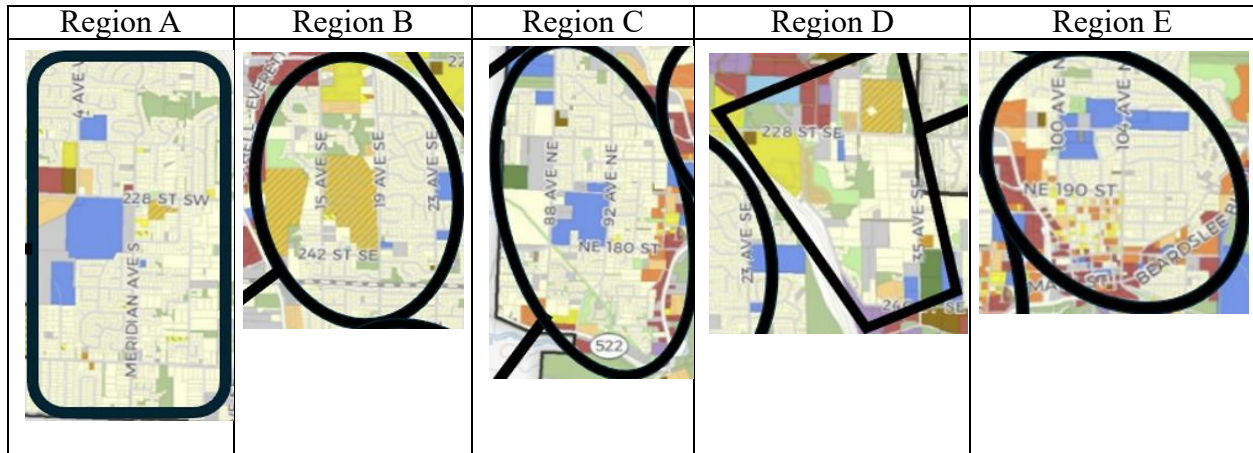 Region A
Region B
Region C
Region D
Region E
4 AVE
228 ST SW
MERIDIAN AVE S
15 AVE SE
19 AVE SE
23 AVE SE
242 ST SE
88 AVE NE
92 AVE NE
NE 180 ST
522
228 ST SE
23 AVE SE
35 AVE SE
100 AVE N
104 AVE N
NE 190 ST
BEARDSLEE